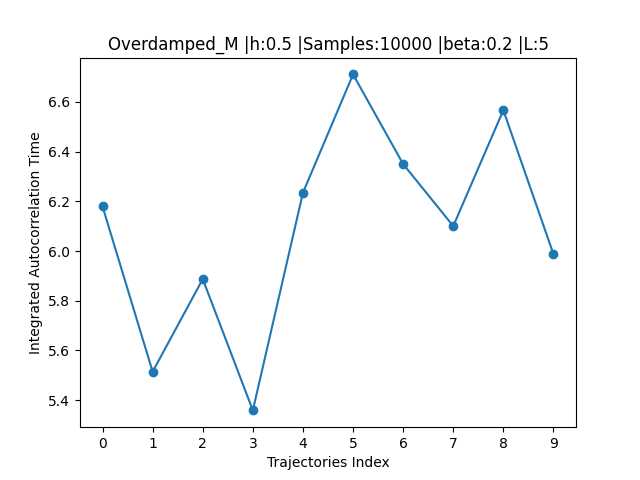 Overdamped_M |h:0.5 |Samples:10000 |beta:0.2 |L:5
Integrated Autocorrelation Time
6.6
6.4
6.2
6.0
5.8
5.6
5.4
0 1 2 3 4 5 6 7 8 9
Trajectories Index